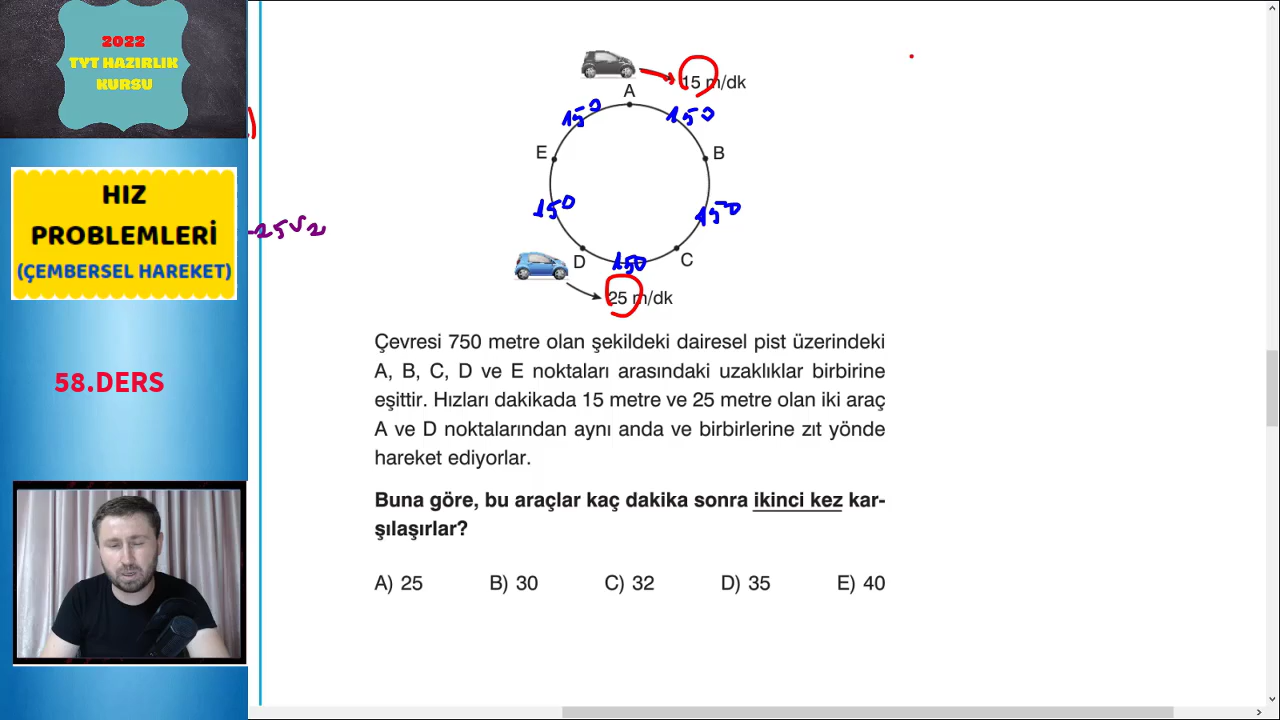 2022
TYT HAZIRLIK
KURSU
HIZ
PROBLEMLERİ
(ÇEMBERSEL HAREKET)
-25√2
58.DERS
15 m/dk
A
150
150
E
B
150
150
D
150
C
25 m/dk
Çevresi 750 metre olan şekildeki dairesel pist üzerindeki
A, B, C, D ve E noktaları arasındaki uzaklıklar birbirine
eşittir. Hızları dakikada 15 metre ve 25 metre olan iki araç
A ve D noktalarından aynı anda ve birbirlerine zıt yönde
hareket ediyorlar.
Buna göre, bu araçlar kaç dakika sonra ikinci kez kar-
şılaşırlar?
A) 25 B) 30 C) 32 D) 35 E) 40